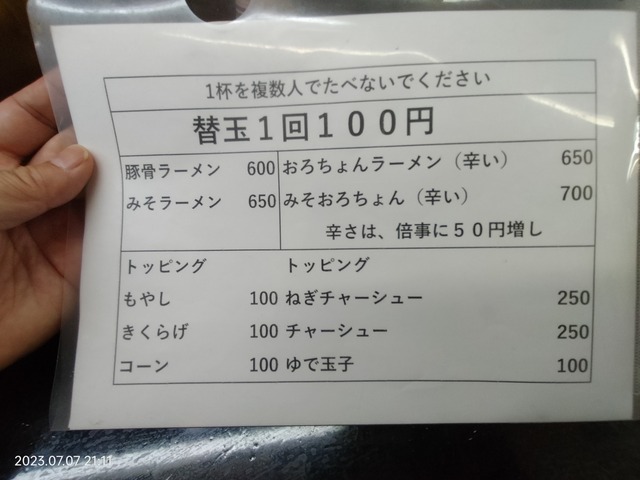 1杯を複数人でたべないでください
替玉1回100円
豚骨ラーメン 600 おろちょんラーメン（辛い） 650
みそラーメン 650 みそおろちょん（辛い） 700
辛さは、倍事に50円増し
トッピング トッピング
もやし 100 ねぎチャーシュー 250
きくらげ 100 チャーシュー 250
コーン 100 ゆで玉子 100
2023.07.07 21:11